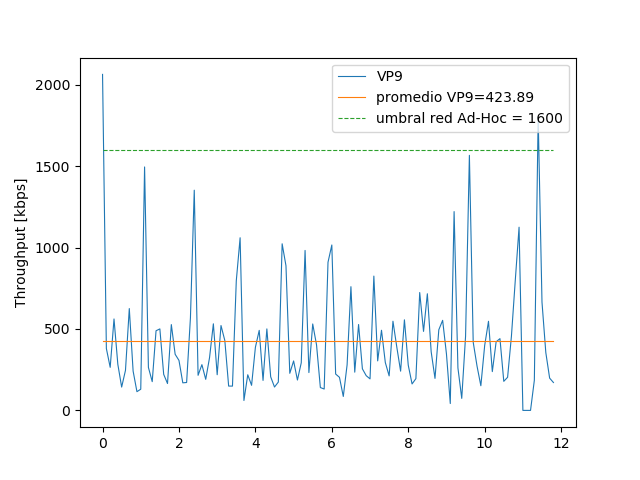 VP9
promedio VP9=423.89
umbral red Ad-Hoc = 1600
2000
1500
1000
500
0
Throughput [kbps]
0 2 4 6 8 10 12